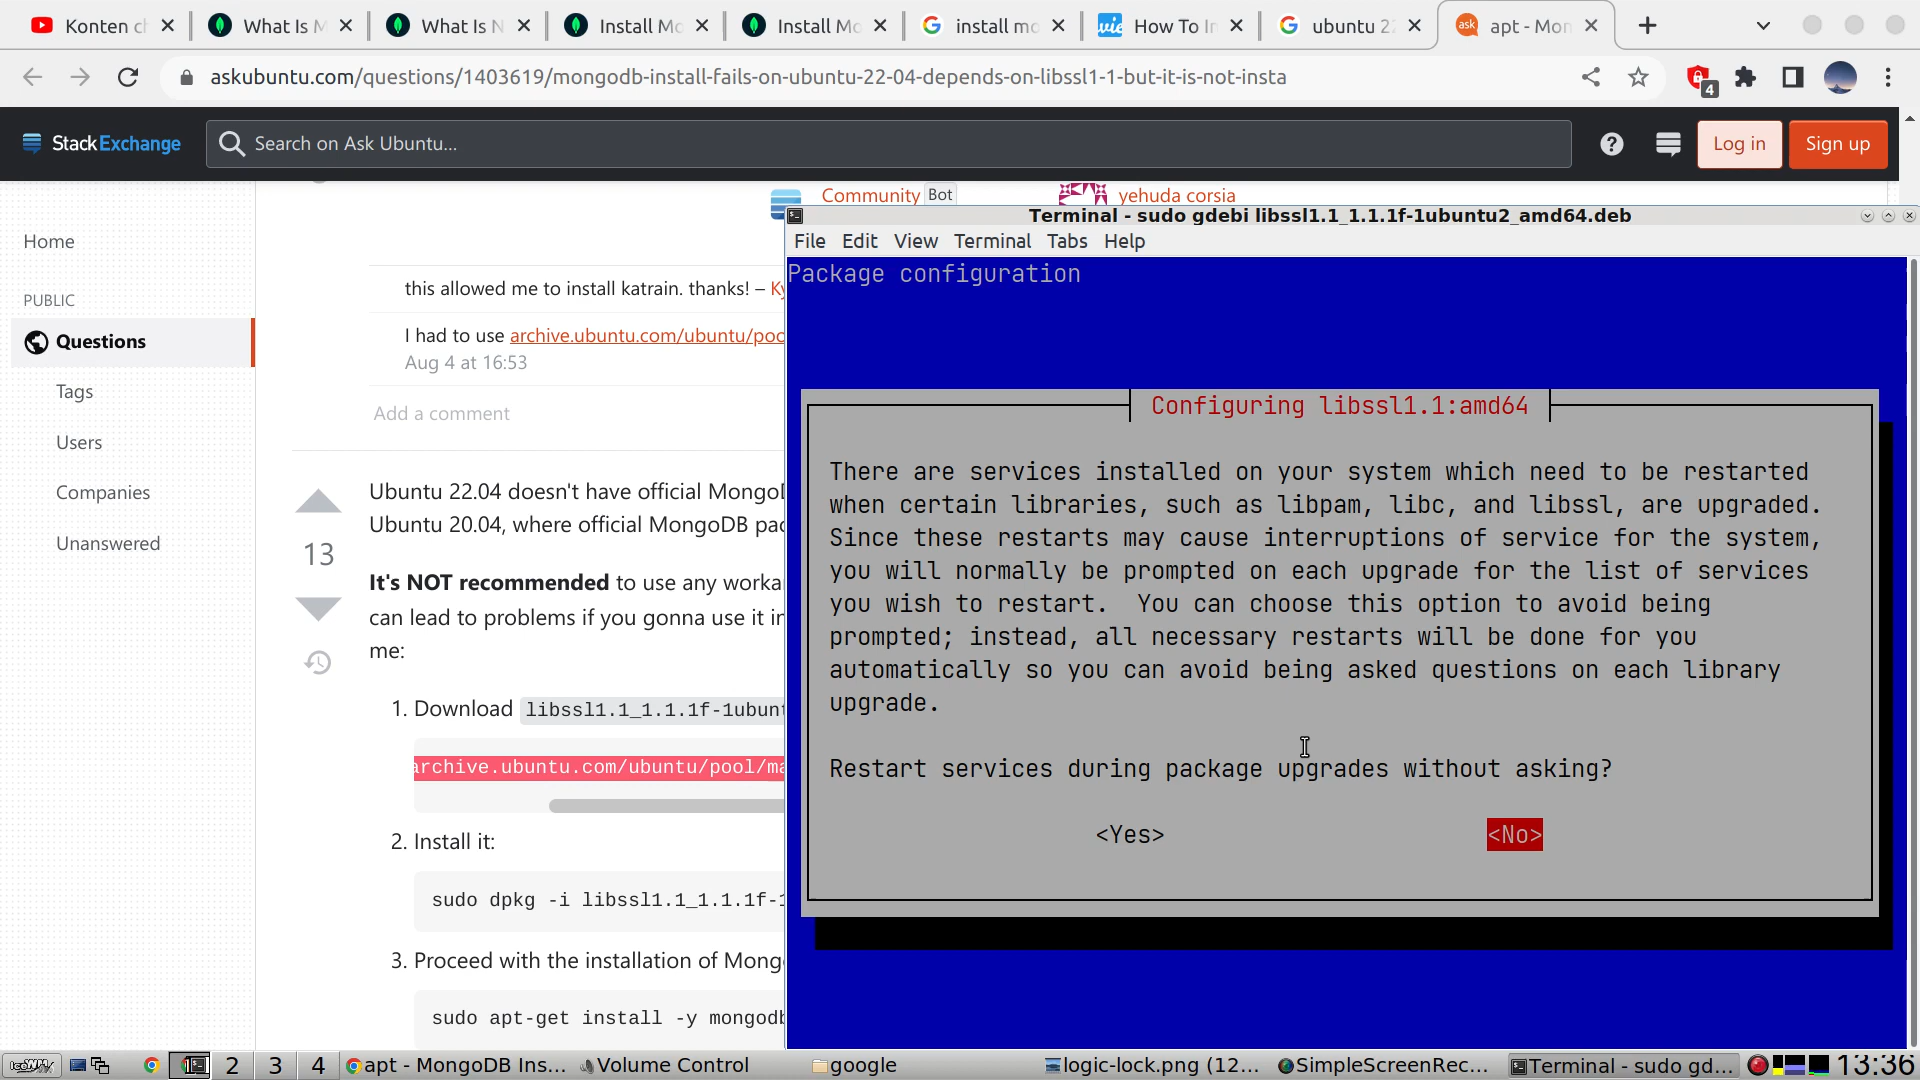 Konten c
What Is M
What Is N
Install Mo
Install Mo
install mo
How To In
ubuntu 22
apt - Mon
askubuntu.com/questions/1403619/mongodb-install-fails-on-ubuntu-22-04-depends-on-libssl1-1-but-it-is-not-insta
4
StackExchange
Search on Ask Ubuntu...
Log in
Sign up
Home
PUBLIC
Questions
Tags
Users
Companies
Unanswered
Community Bot
yehuda corsia
this allowed me to install katrain. thanks! – Ky
I had to use archive.ubuntu.com/ubuntu/poo
Aug 4 at 16:53
Add a comment
13
Ubuntu 22.04 doesn't have official Mongo
Ubuntu 20.04, where official MongoDB pac
It's NOT recommended to use any worka
can lead to problems if you gonna use it in
me:
1. Download libssl1.1_1.1.1f-1ubunt
archive.ubuntu.com/ubuntu/pool/ma
2. Install it:
sudo dpkg -i libssl1.1_1.1.1f-1
3. Proceed with the installation of Mong
sudo apt-get install -y mongodb
Terminal - sudo gdebi libssl1.1_1.1.1f-1ubuntu2_amd64.deb
File Edit View Terminal Tabs Help
Package configuration
Configuring libssl1.1:amd64
There are services installed on your system which need to be restarted
when certain libraries, such as libpam, libc, and libssl, are upgraded.
Since these restarts may cause interruptions of service for the system,
you will normally be prompted on each upgrade for the list of services
you wish to restart.  You can choose this option to avoid being
prompted; instead, all necessary restarts will be done for you
automatically so you can avoid being asked questions on each library
upgrade.
Restart services during package upgrades without asking?
<Yes>
<No>
IceWM
2
3
4
apt - MongoDB Ins...
Volume Control
google
logic-lock.png (12...
SimpleScreenRec...
Terminal - sudo gd...
13:36